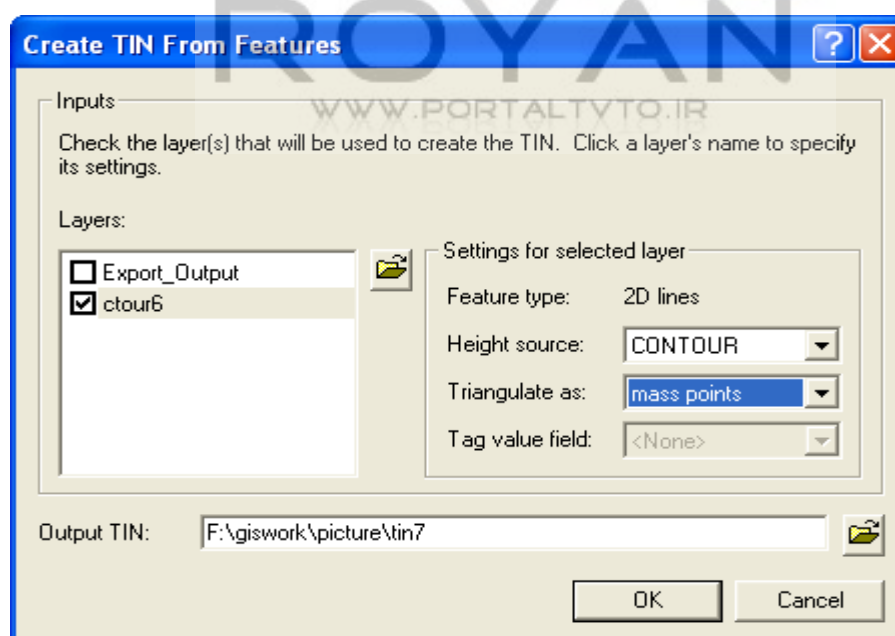 ROYAN
WWW.PORTALTVTO.IR
Create TIN From Features
Inputs
Check the layer(s) that will be used to create the TIN. Click a layer's name to specify
its settings.
Layers:
Export_Output
ctour6
Settings for selected layer
Feature type: 2D lines
Height source: CONTOUR
Triangulate as: mass points
Tag value field: <None>
Output TIN: F:\giswork\picture\tin7
OK Cancel